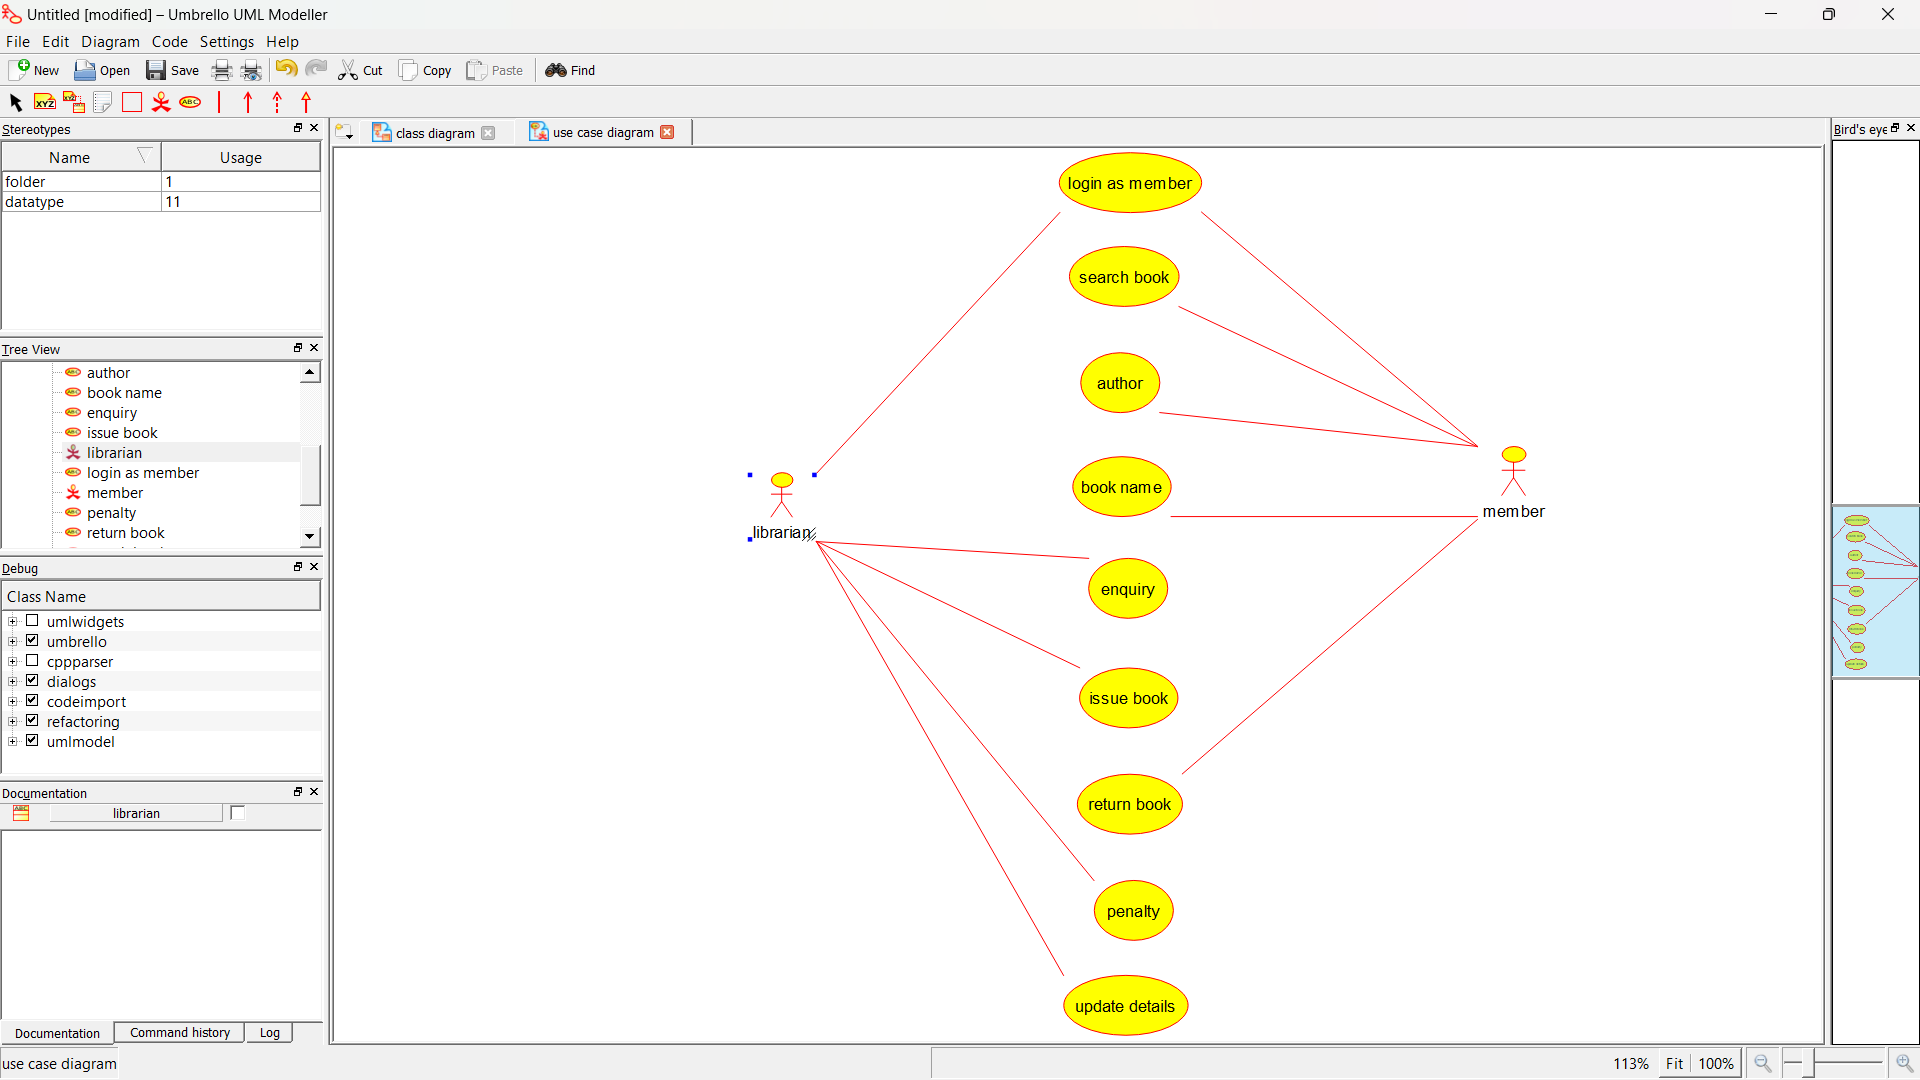 Untitled [modified] – Umbrello UML Modeller
File Edit Diagram Code Settings Help
New Open Save Cut Copy Paste Find
XYZ ABC
Stereotypes
Name Usage
folder 1
datatype 11
Tree View
author
book name
enquiry
issue book
librarian
login as member
member
penalty
return book
Debug
Class Name
umlwidgets
umbrello
cppparser
dialogs
codeimport
refactoring
umlmodel
Documentation
librarian
Documentation Command history Log
use case diagram
class diagram use case diagram
login as member
search book
author
book name
enquiry
issue book
return book
penalty
update details
librarian
member
Bird's eye
113% Fit 100%